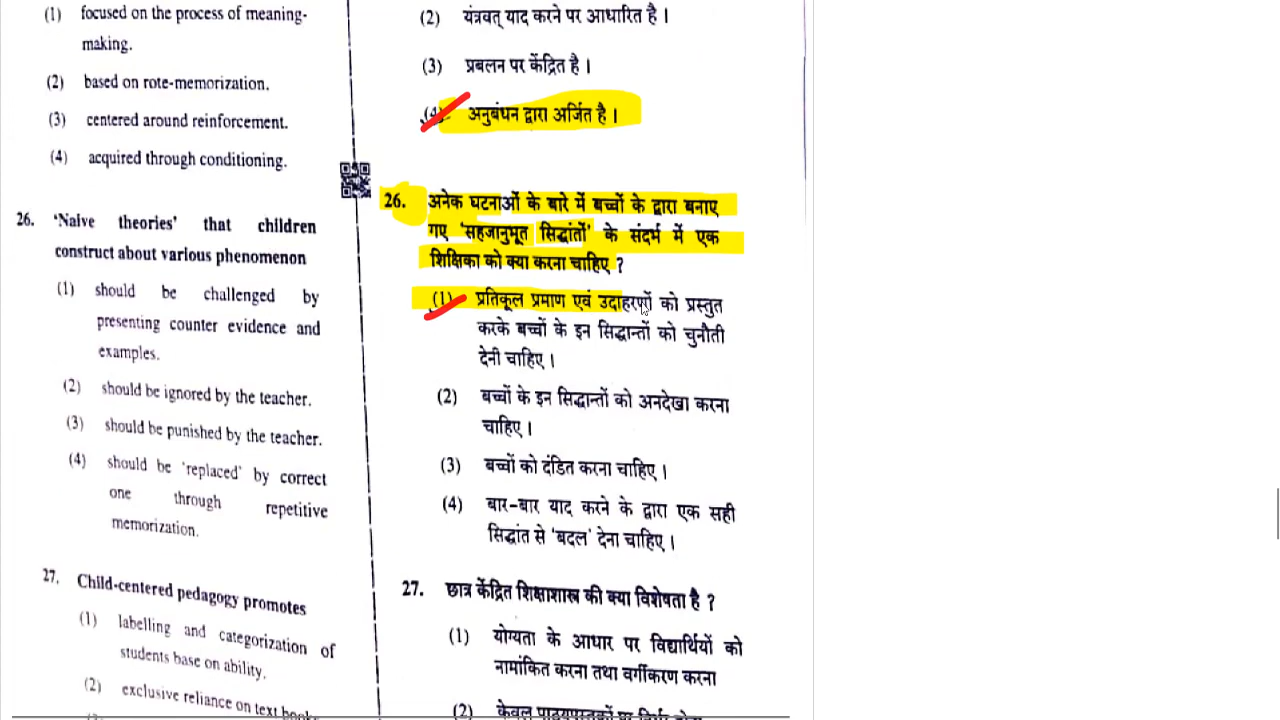 (1) focused on the process of meaning-
making.
(2) based on rote-memorization.
(3) centered around reinforcement.
(4) acquired through conditioning.
26. ‘Naive theories’ that children
construct about various phenomenon
(1) should be challenged by
presenting counter evidence and
examples.
(2) should be ignored by the teacher.
(3) should be punished by the teacher.
(4) should be ‘replaced’ by correct
one through repetitive
memorization.
27. Child-centered pedagogy promotes
(1) labelling and categorization of
students base on ability.
(2) exclusive reliance on text books
(2) यंत्रवत् याद करने पर आधारित है ।
(3) प्रबलन पर केंद्रित है ।
(4) अनुबंधन द्वारा अर्जित है ।
26. अनेक घटनाओं के बारे में बच्चों के द्वारा बनाए
गए ‘सहजानुभूत सिद्धांतों’ के संदर्भ में एक
शिक्षिका को क्या करना चाहिए ?
(1) प्रतिकूल प्रमाण एवं उदाहरणों को प्रस्तुत
करके बच्चों के इन सिद्धान्तों को चुनौती
देनी चाहिए ।
(2) बच्चों के इन सिद्धान्तों को अनदेखा करना
चाहिए ।
(3) बच्चों को दंडित करना चाहिए ।
(4) बार-बार याद करने के द्वारा एक सही
सिद्धांत से ‘बदल’ देना चाहिए ।
27. छात्र केंद्रित शिक्षाशास्त्र की क्या विशेषता है ?
(1) योग्यता के आधार पर विद्यार्थियों को
नामांकित करना तथा वर्गीकरण करना
(2) केवल पाठ्यपुस्तकों पर